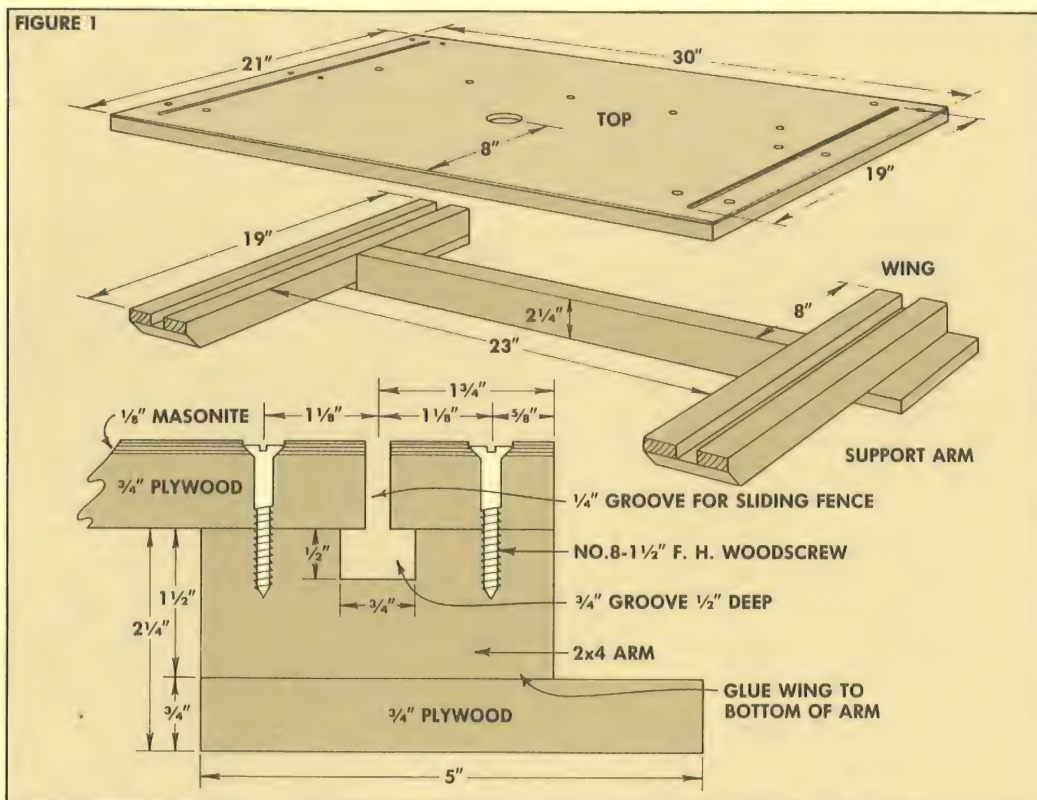 FIGURE 1
21"
30"
TOP
8"
19"
19"
WING
8"
2¼"
23"
SUPPORT ARM
1¾"
1⅛"
1⅛"
⅝"
⅛" MASONITE
¾" PLYWOOD
¼" GROOVE FOR SLIDING FENCE
½"
NO.8-1½" F. H. WOODSCREW
¾"
¾" GROOVE ½" DEEP
1½"
2¼"
2x4 ARM
¾"
¾" PLYWOOD
GLUE WING TO
BOTTOM OF ARM
5"